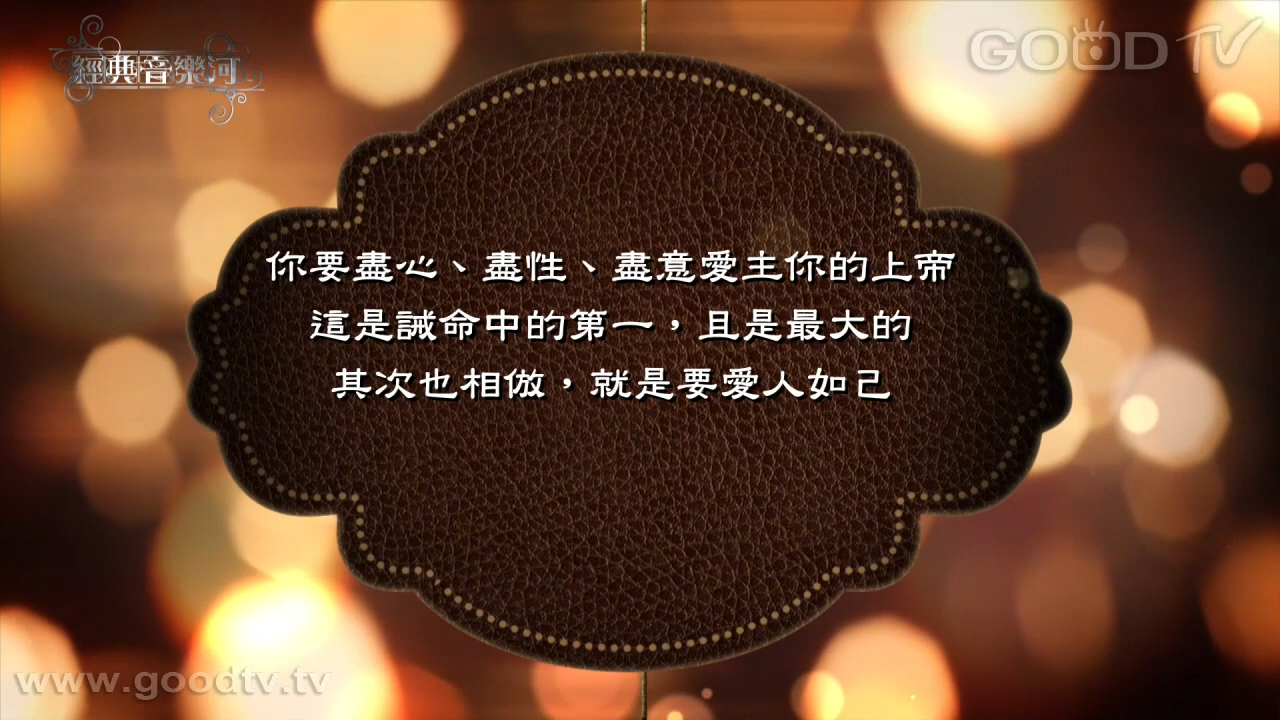 經典音樂河
GOOD TV
你要盡心、盡性、盡意愛主你的上帝
這是誡命中的第一，且是最大的
其次也相倣，就是要愛人如己
www.goodtv.tv